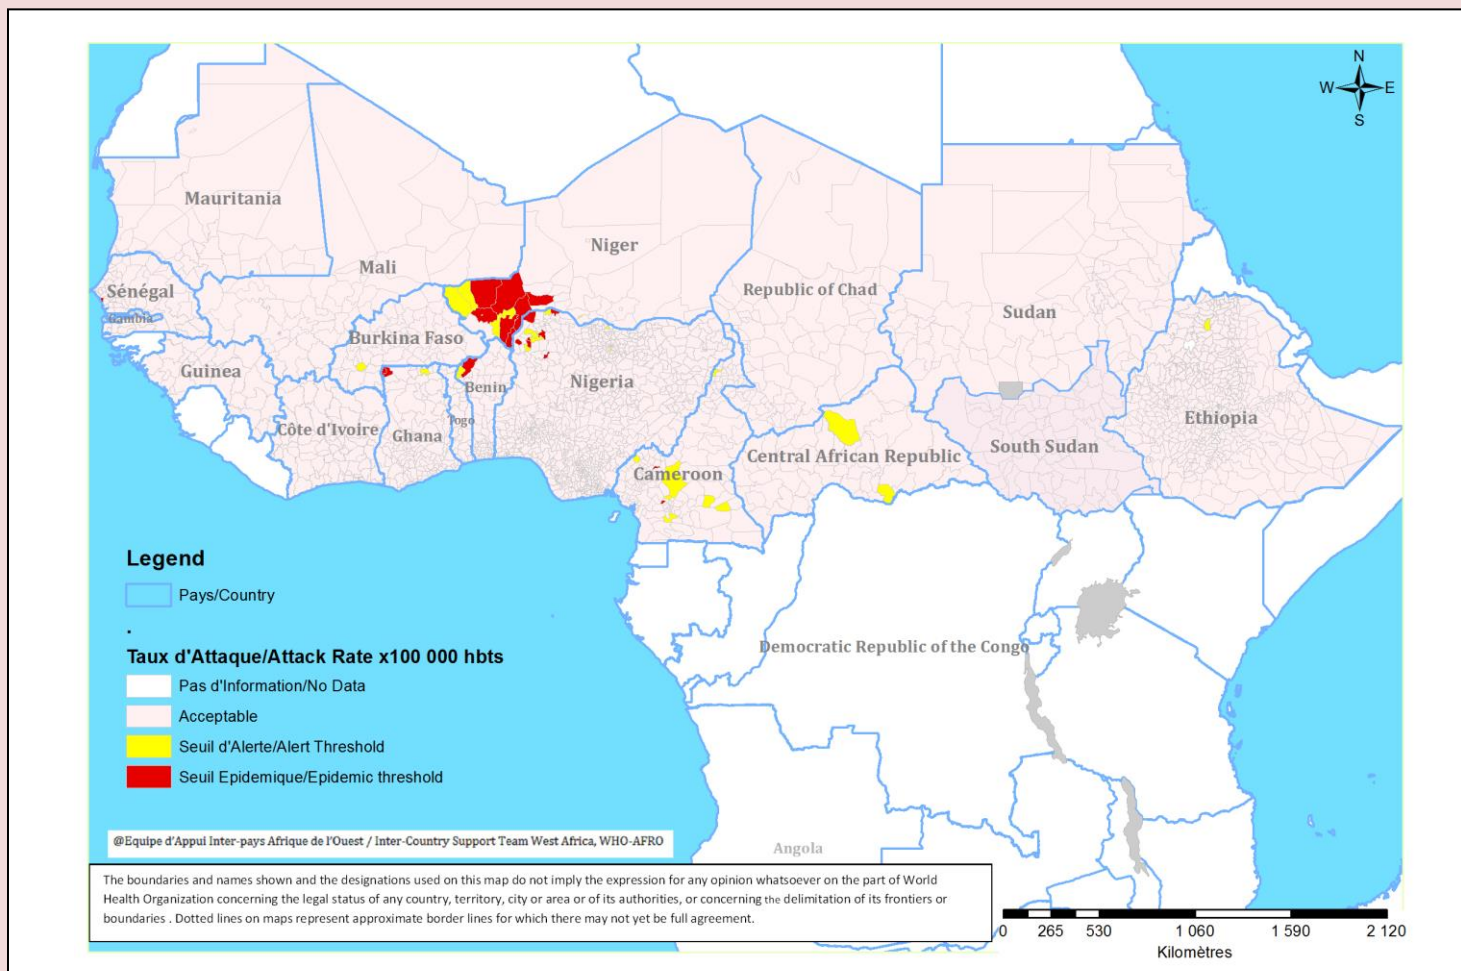 N
W E
S
Mauritania
Niger
Mali
Republic of Chad
Sénégal
Sudan
Gambia
Burkina Faso
Guinea
Nigeria
Benin
Ethiopia
Togo
Côte d'Ivoire
Ghana
South Sudan
Central African Republic
Cameroon
Democratic Republic of the Congo
Angola
Legend
Pays/Country
.
Taux d'Attaque/Attack Rate x100 000 hbts
Pas d'Information/No Data
Acceptable
Seuil d'Alerte/Alert Threshold
Seuil Epidemique/Epidemic threshold
@Equipe d'Appui Inter-pays Afrique de l'Ouest / Inter-Country Support Team West Africa, WHO-AFRO
The boundaries and names shown and the designations used on this map do not imply the expression for any opinion whatsoever on the part of World
Health Organization concerning the legal status of any country, territory, city or area or of its authorities, or concerning the delimitation of its frontiers or
boundaries . Dotted lines on maps represent approximate border lines for which there may not yet be full agreement.
0 265 530 1 060 1 590 2 120
Kilomètres